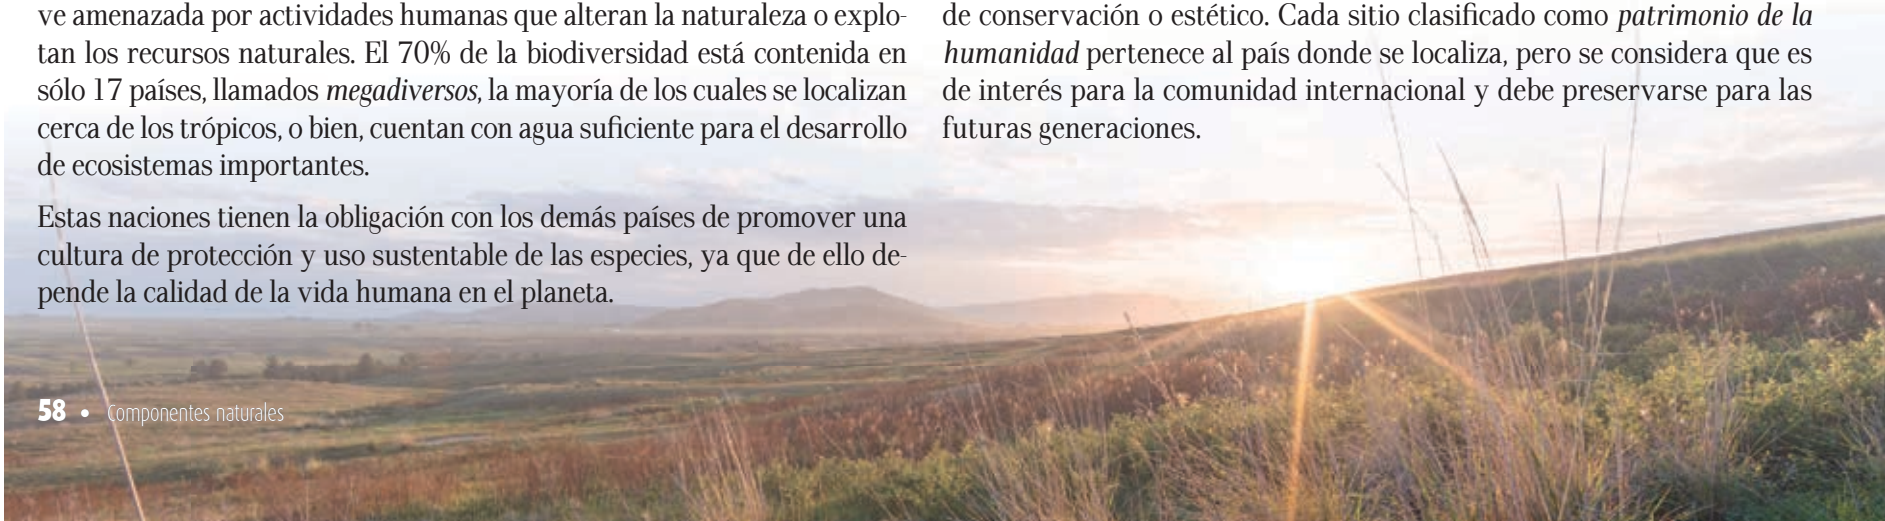 ve amenazada por actividades humanas que alteran la naturaleza o explo-
tan los recursos naturales. El 70% de la biodiversidad está contenida en
sólo 17 países, llamados megadiversos, la mayoría de los cuales se localizan
cerca de los trópicos, o bien, cuentan con agua suficiente para el desarrollo
de ecosistemas importantes.
Estas naciones tienen la obligación con los demás países de promover una
cultura de protección y uso sustentable de las especies, ya que de ello de-
pende la calidad de la vida humana en el planeta.
de conservación o estético. Cada sitio clasificado como patrimonio de la
humanidad pertenece al país donde se localiza, pero se considera que es
de interés para la comunidad internacional y debe preservarse para las
futuras generaciones.
58 • Componentes naturales